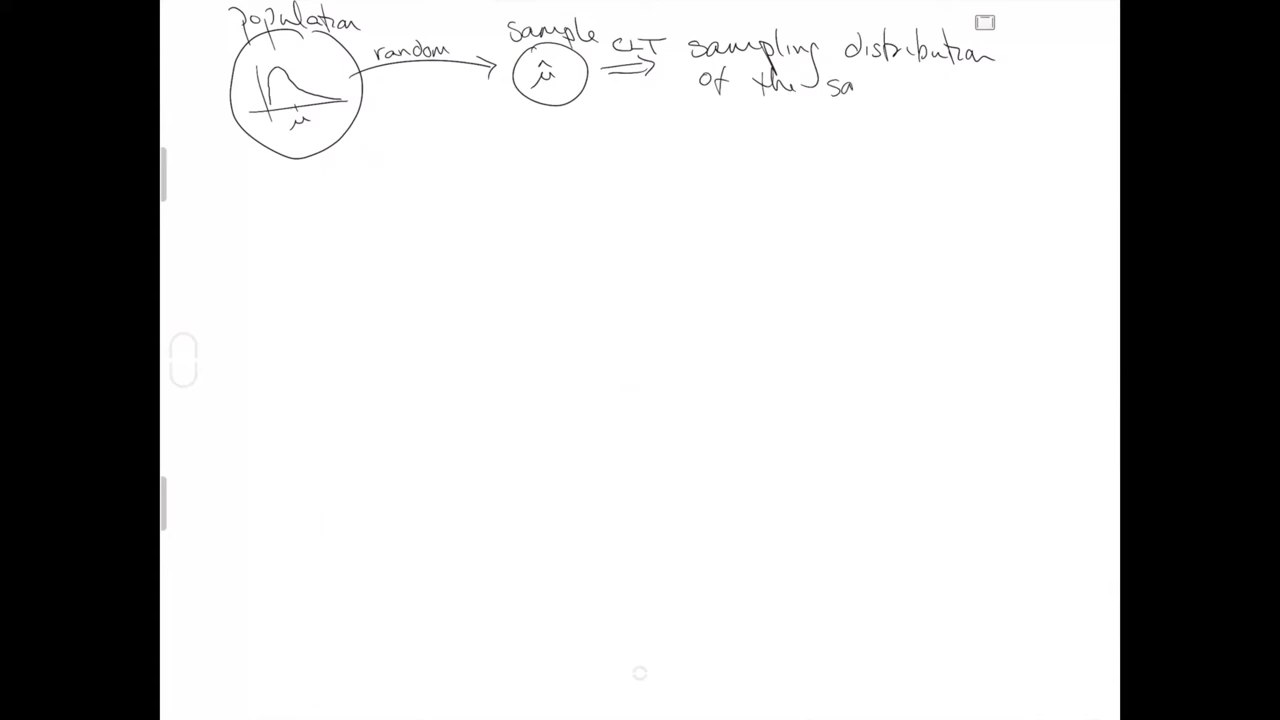 population
μ
random
sample
μ̂
CLT
sampling distribution
of the sa